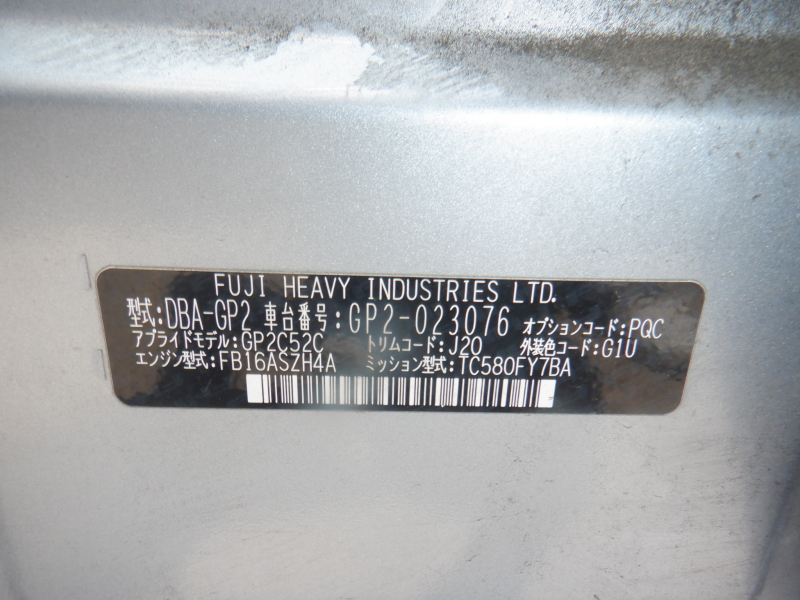 FUJI HEAVY INDUSTRIES LTD.
型式:DBA-GP2 車台番号:GP2-023076 オプションコード:PQC
アプライドモデル:GP2C52C トリムコード:J20 外装色コード:G1U
エンジン型式:FB16ASZH4A ミッション型式:TC580FY7BA